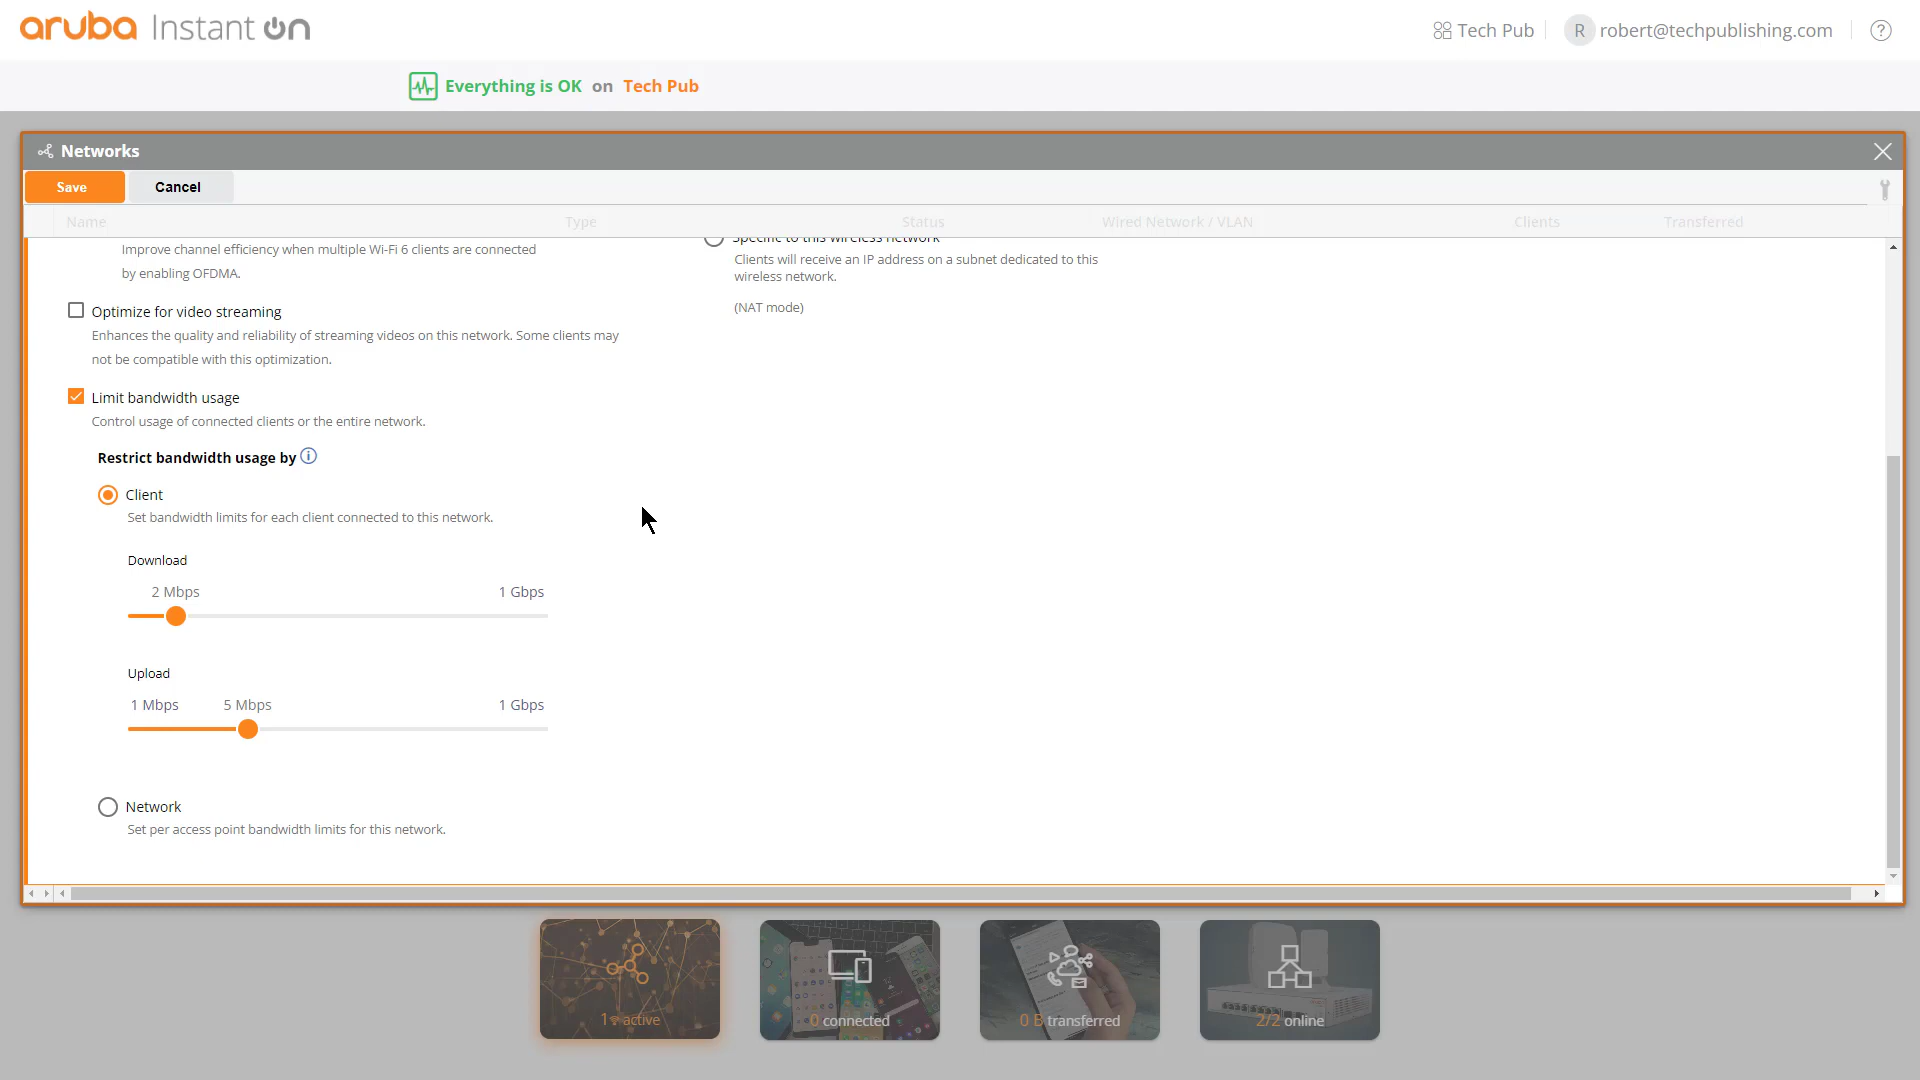 aruba Instant On
Tech Pub
R robert@techpublishing.com
?
Everything is OK on Tech Pub
Networks
Save Cancel
Name Type Status Wired Network / VLAN Clients Transferred
Improve channel efficiency when multiple Wi-Fi 6 clients are connected
by enabling OFDMA.
Specific to this wireless network
Clients will receive an IP address on a subnet dedicated to this
wireless network.
(NAT mode)
Optimize for video streaming
Enhances the quality and reliability of streaming videos on this network. Some clients may
not be compatible with this optimization.
Limit bandwidth usage
Control usage of connected clients or the entire network.
Restrict bandwidth usage by
Client
Set bandwidth limits for each client connected to this network.
Download
2 Mbps 1 Gbps
Upload
1 Mbps 5 Mbps 1 Gbps
Network
Set per access point bandwidth limits for this network.
1 active
0 connected
0 B transferred
2/2 online